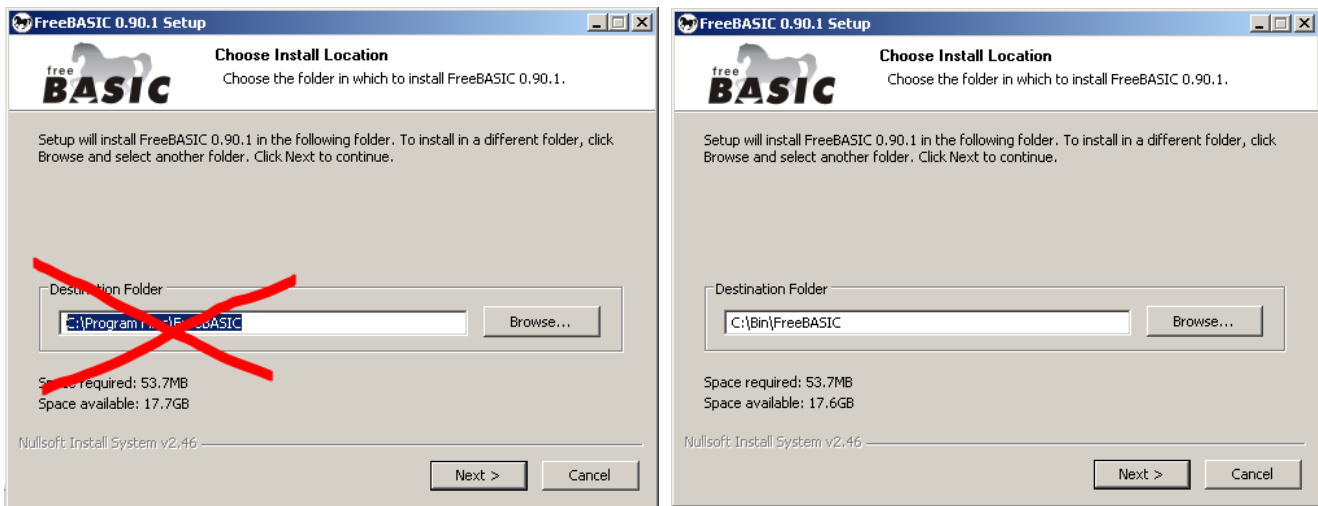 FreeBASIC 0.90.1 Setup
free
BASIC
Choose Install Location
Choose the folder in which to install FreeBASIC 0.90.1.
Setup will install FreeBASIC 0.90.1 in the following folder. To install in a different folder, click
Browse and select another folder. Click Next to continue.
Destination Folder
C:\Program Files\FreeBASIC
Browse...
Space required: 53.7MB
Space available: 17.7GB
Nullsoft Install System v2.46
Next >
Cancel
FreeBASIC 0.90.1 Setup
free
BASIC
Choose Install Location
Choose the folder in which to install FreeBASIC 0.90.1.
Setup will install FreeBASIC 0.90.1 in the following folder. To install in a different folder, click
Browse and select another folder. Click Next to continue.
Destination Folder
C:\Bin\FreeBASIC
Browse...
Space required: 53.7MB
Space available: 17.6GB
Nullsoft Install System v2.46
Next >
Cancel